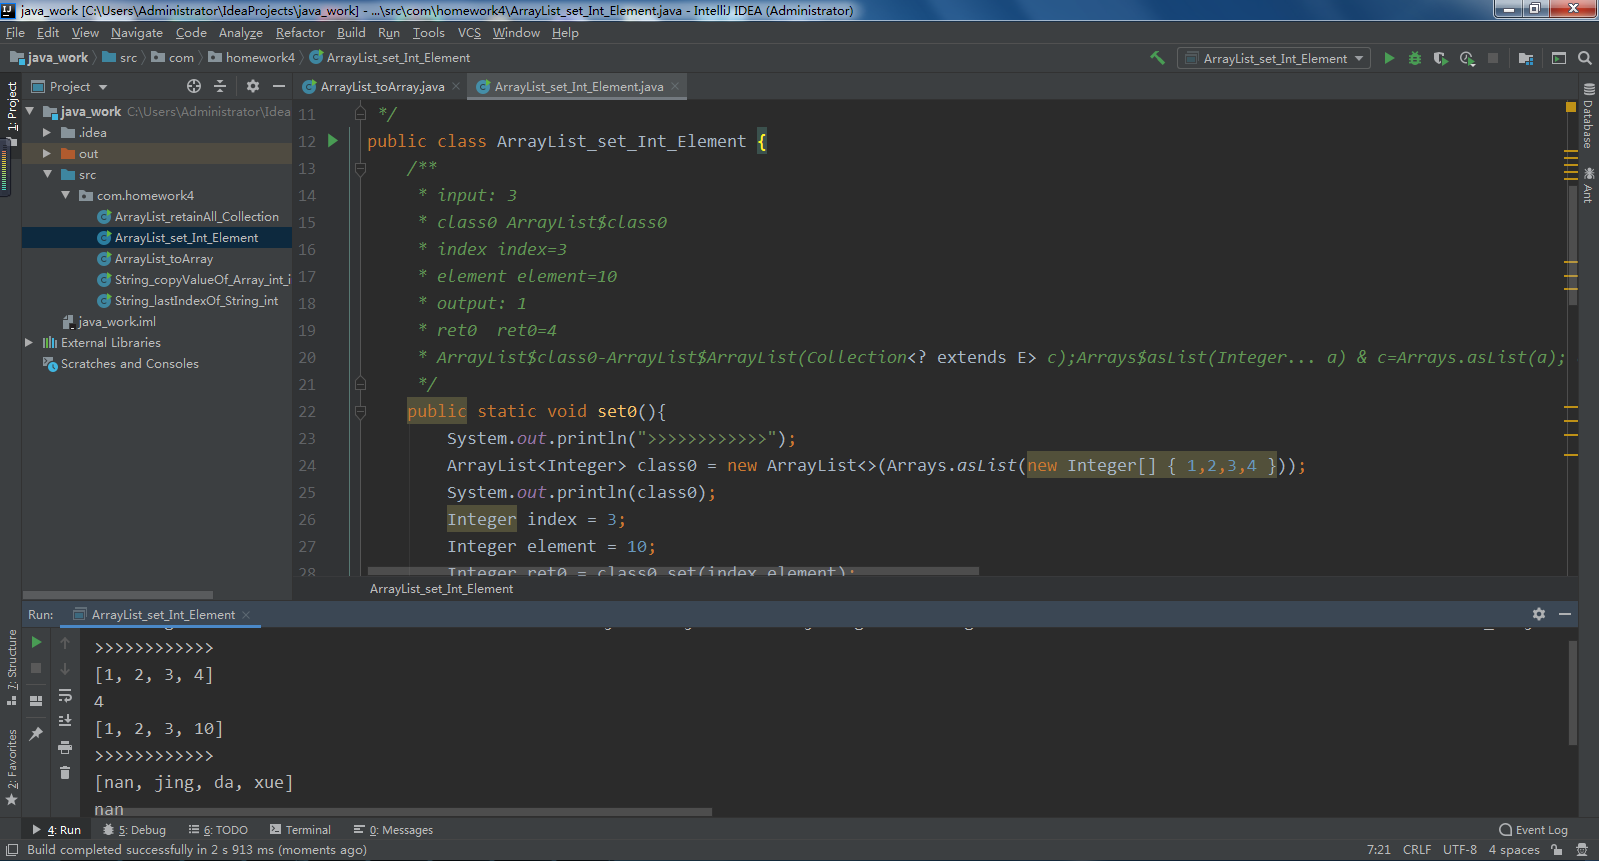 java_work [C:\Users\Administrator\IdeaProjects\java_work] - ...\src\com\homework4\ArrayList_set_Int_Element.java - IntelliJ IDEA (Administrator)
File Edit View Navigate Code Analyze Refactor Build Run Tools VCS Window Help
java_work src com homework4 ArrayList_set_Int_Element
ArrayList_set_Int_Element
1: Project
Project
ArrayList_toArray.java
ArrayList_set_Int_Element.java
java_work C:\Users\Administrator\Idea
.idea
out
src
com.homework4
ArrayList_retainAll_Collection
ArrayList_set_Int_Element
ArrayList_toArray
String_copyValueOf_Array_int_i
String_lastIndexOf_String_int
java_work.iml
External Libraries
Scratches and Consoles
11 */
12 public class ArrayList_set_Int_Element {
13 /**
14 * input: 3
15 * class0 ArrayList$class0
16 * index index=3
17 * element element=10
18 * output: 1
19 * ret0  ret0=4
20 * ArrayList$class0-ArrayList$ArrayList(Collection<? extends E> c);Arrays$asList(Integer... a) & c=Arrays.asList(a);
21 */
22 public static void set0(){
23 System.out.println(">>>>>>>>>>>>");
24 ArrayList<Integer> class0 = new ArrayList<>(Arrays.asList(new Integer[] { 1,2,3,4 }));
25 System.out.println(class0);
26 Integer index = 3;
27 Integer element = 10;
28 Integer ret0 = class0.set(index,element);
ArrayList_set_Int_Element
Database
Ant
Run: ArrayList_set_Int_Element
>>>>>>>>>>>>
[1, 2, 3, 4]
4
[1, 2, 3, 10]
>>>>>>>>>>>>
[nan, jing, da, xue]
nan
7: Structure
2: Favorites
4: Run 5: Debug 6: TODO Terminal 0: Messages Event Log
Build completed successfully in 2 s 913 ms (moments ago) 7:21 CRLF UTF-8 4 spaces